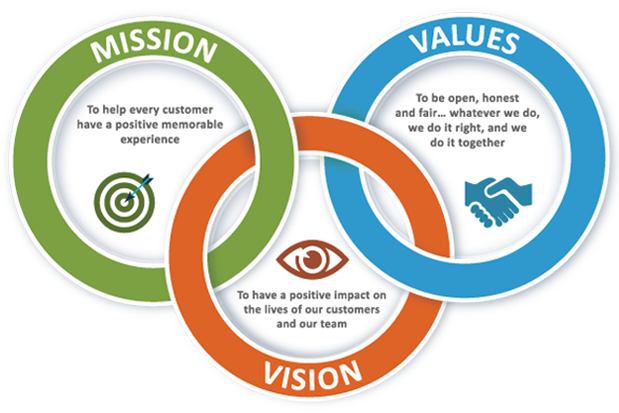 MISSION
To help every customer
have a positive memorable
experience
VALUES
To be open, honest
and fair... whatever we do,
we do it right, and we
do it together
To have a positive impact on
the lives of our customers
and our team
VISION